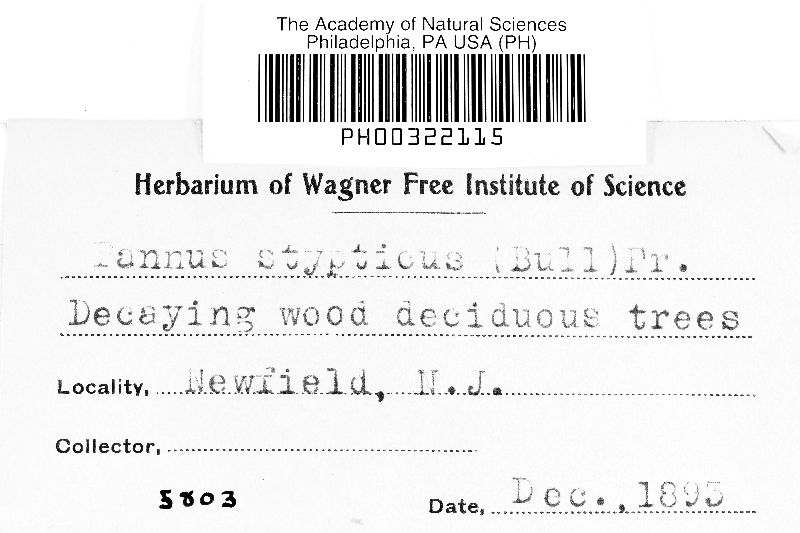 The Academy of Natural Sciences
Philadelphia, PA USA (PH)
PH00322115
Herbarium of Wagner Free Institute of Science
Pannus stypticus (Bull)Fr.
Decaying wood deciduous trees
Locality, Newfield, N.J.
Collector,
5803 Date, Dec., 1895